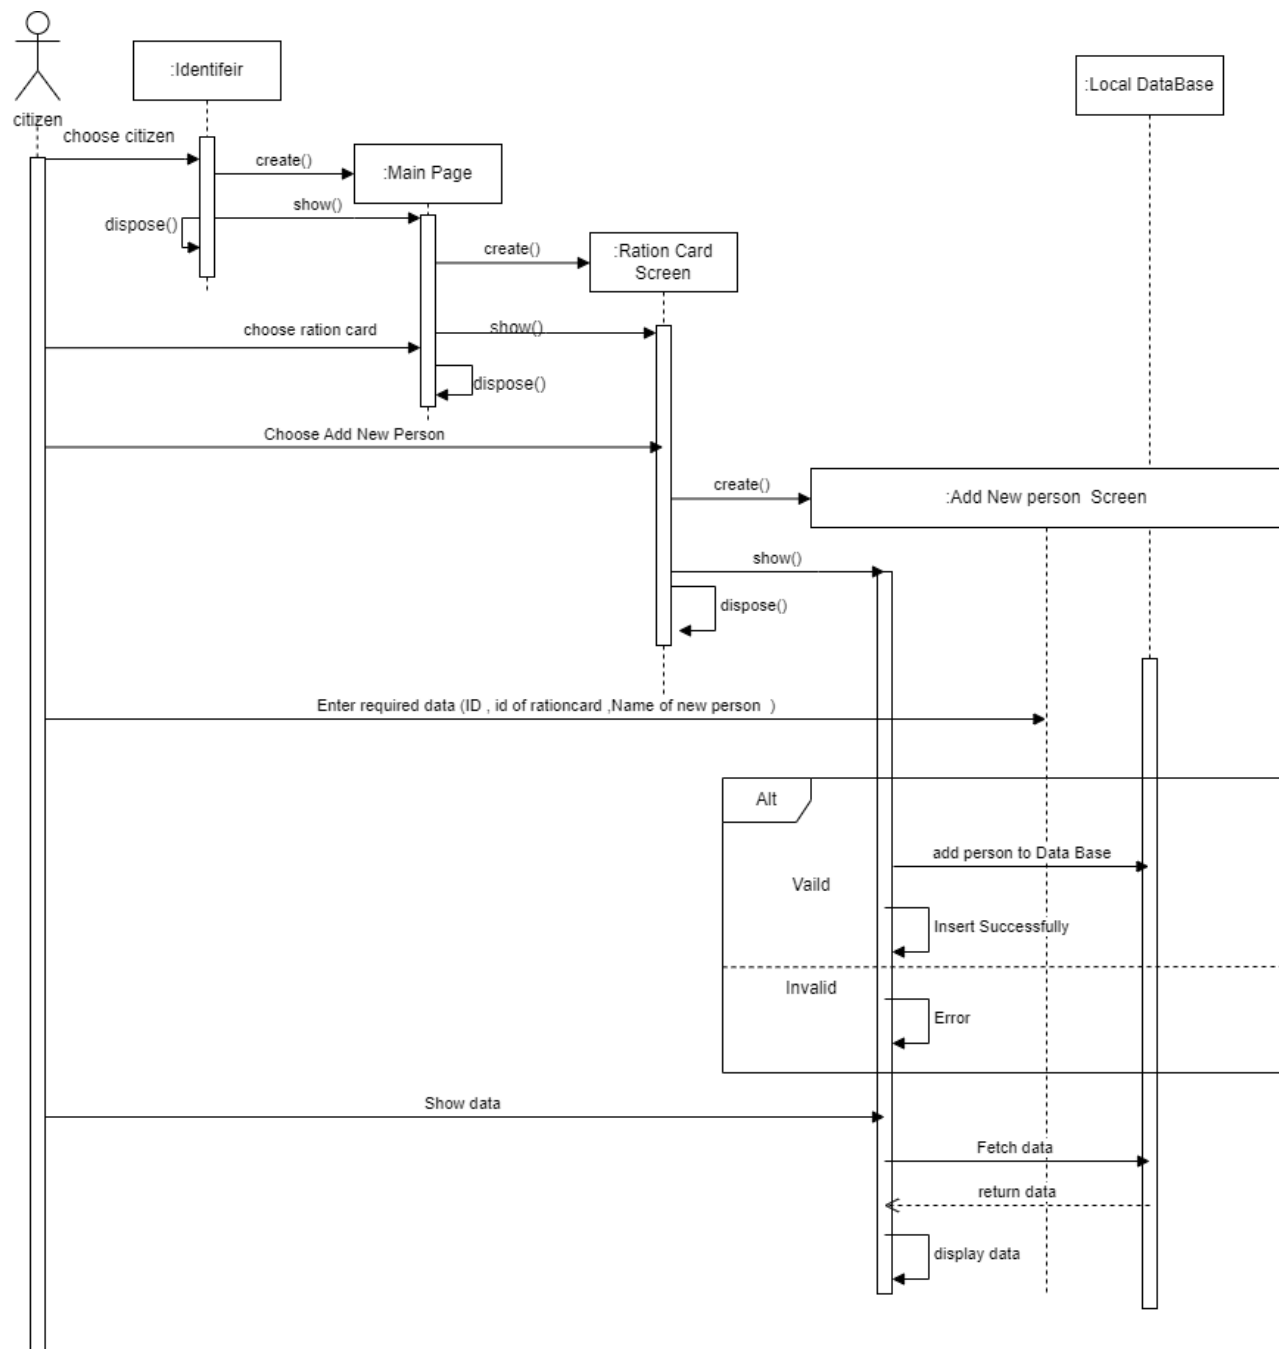 :Identifeir
:Local DataBase
citizen
choose citizen
create()
:Main Page
show()
dispose()
create()
:Ration Card
Screen
choose ration card
show()
dispose()
Choose Add New Person
create()
:Add New person  Screen
show()
dispose()
Enter required data (ID , id of rationcard ,Name of new person  )
Alt
add person to Data Base
Vaild
Insert Successfully
Invalid
Error
Show data
Fetch data
return data
display data